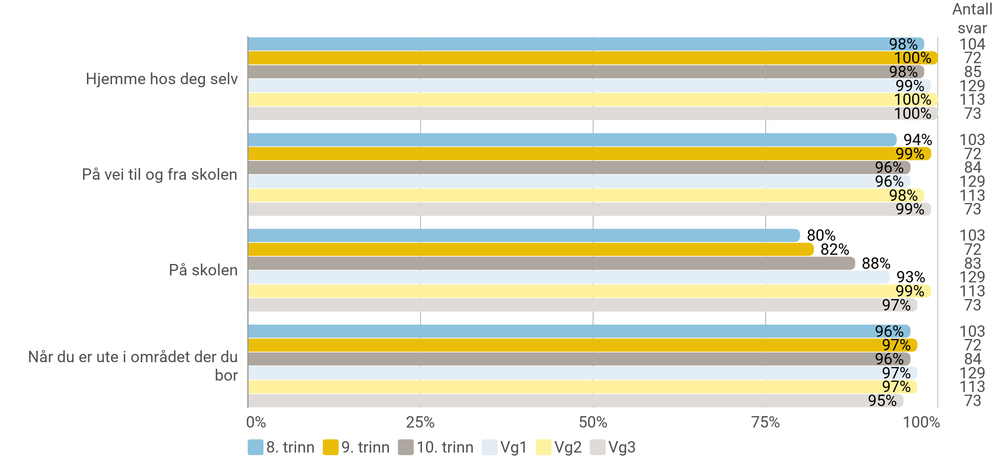 Antall
svar
Hjemme hos deg selv
98% 104
100% 72
98% 85
99% 129
100% 113
100% 73
På vei til og fra skolen
94% 103
99% 72
96% 84
96% 129
98% 113
99% 73
På skolen
80% 103
82% 72
88% 83
93% 129
99% 113
97% 73
Når du er ute i området der du
bor
96% 103
97% 72
96% 84
97% 129
97% 113
95% 73
0% 25% 50% 75% 100%
8. trinn 9. trinn 10. trinn Vg1 Vg2 Vg3